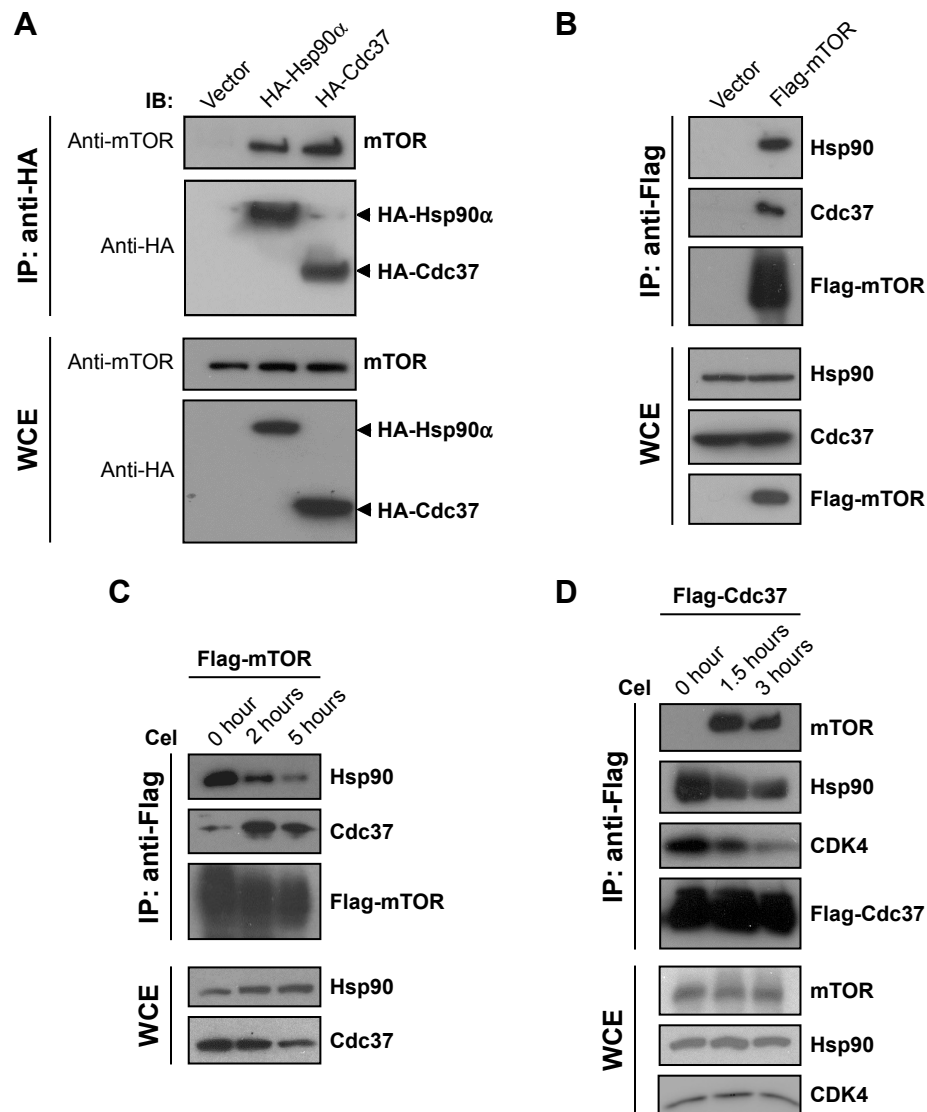 A
IB:
Vector
HA-Hsp90α
HA-Cdc37
IP: anti-HA
Anti-mTOR
mTOR
Anti-HA
HA-Hsp90α
HA-Cdc37
WCE
Anti-mTOR
mTOR
Anti-HA
HA-Hsp90α
HA-Cdc37
B
Vector
Flag-mTOR
IP: anti-Flag
Hsp90
Cdc37
Flag-mTOR
WCE
Hsp90
Cdc37
Flag-mTOR
C
Flag-mTOR
Cel
0 hour
2 hours
5 hours
IP: anti-Flag
Hsp90
Cdc37
Flag-mTOR
WCE
Hsp90
Cdc37
D
Flag-Cdc37
Cel
0 hour
1.5 hours
3 hours
IP: anti-Flag
mTOR
Hsp90
CDK4
Flag-Cdc37
WCE
mTOR
Hsp90
CDK4